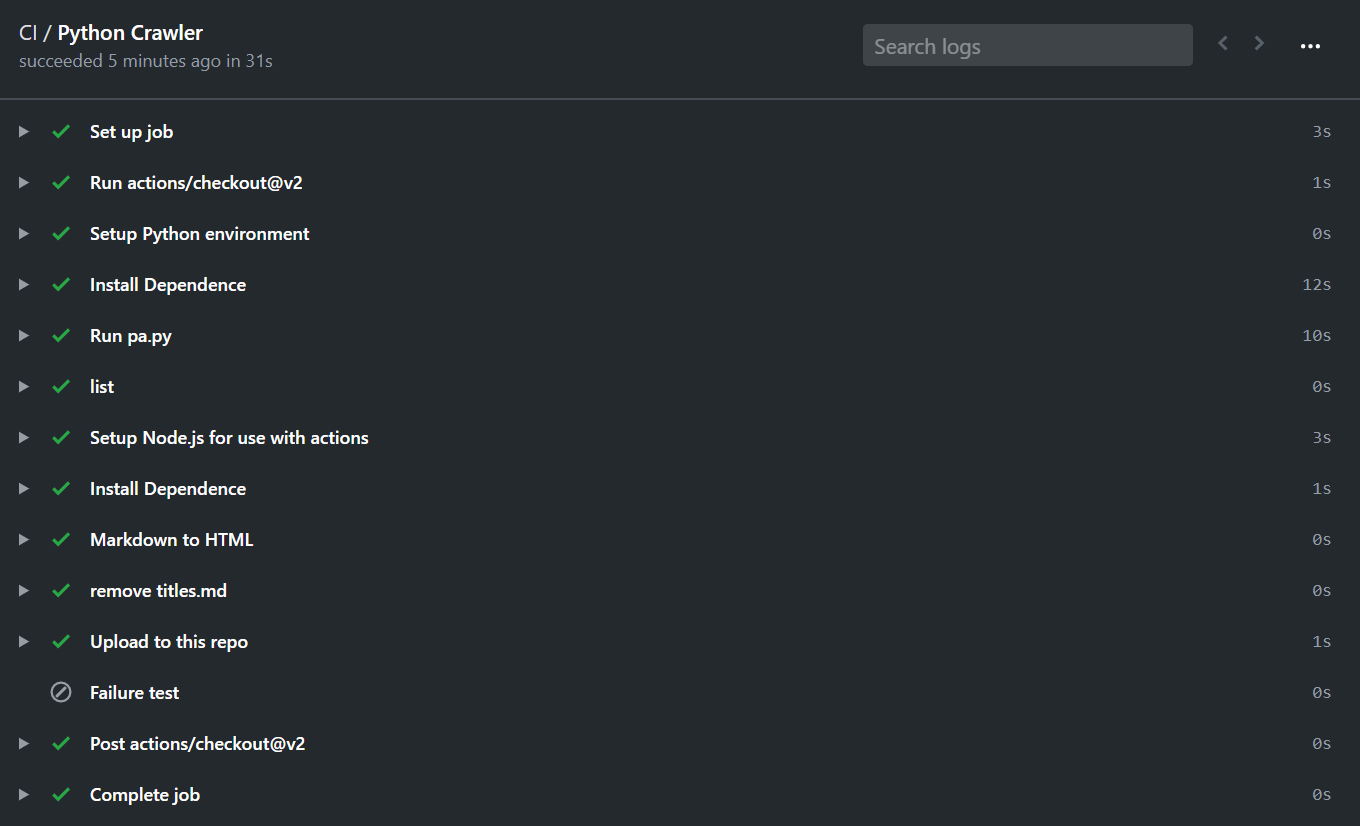 CI / Python Crawler
succeeded 5 minutes ago in 31s
Search logs
Set up job 3s
Run actions/checkout@v2 1s
Setup Python environment 0s
Install Dependence 12s
Run pa.py 10s
list 0s
Setup Node.js for use with actions 3s
Install Dependence 1s
Markdown to HTML 0s
remove titles.md 0s
Upload to this repo 1s
Failure test 0s
Post actions/checkout@v2 0s
Complete job 0s